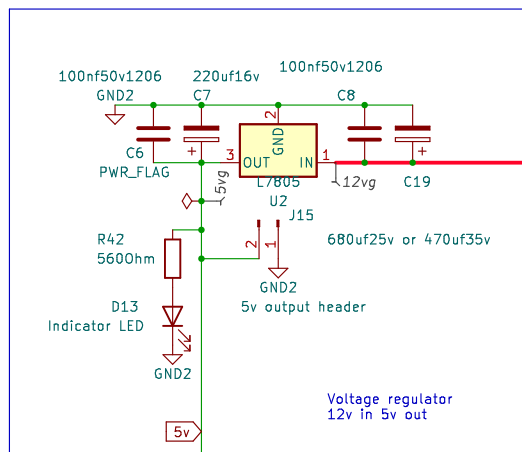 100nf50v1206
220uf16v
100nf50v1206
GND2
C7
C8
2
GND
C6
+
3
OUT
IN
1
+
PWR_FLAG
L7805
C19
5vg
12vg
U2
J15
R42
560Ohm
2
1
680uf25v or 470uf35v
GND2
5v output header
D13
Indicator LED
GND2
Voltage regulator
12v in 5v out
5v